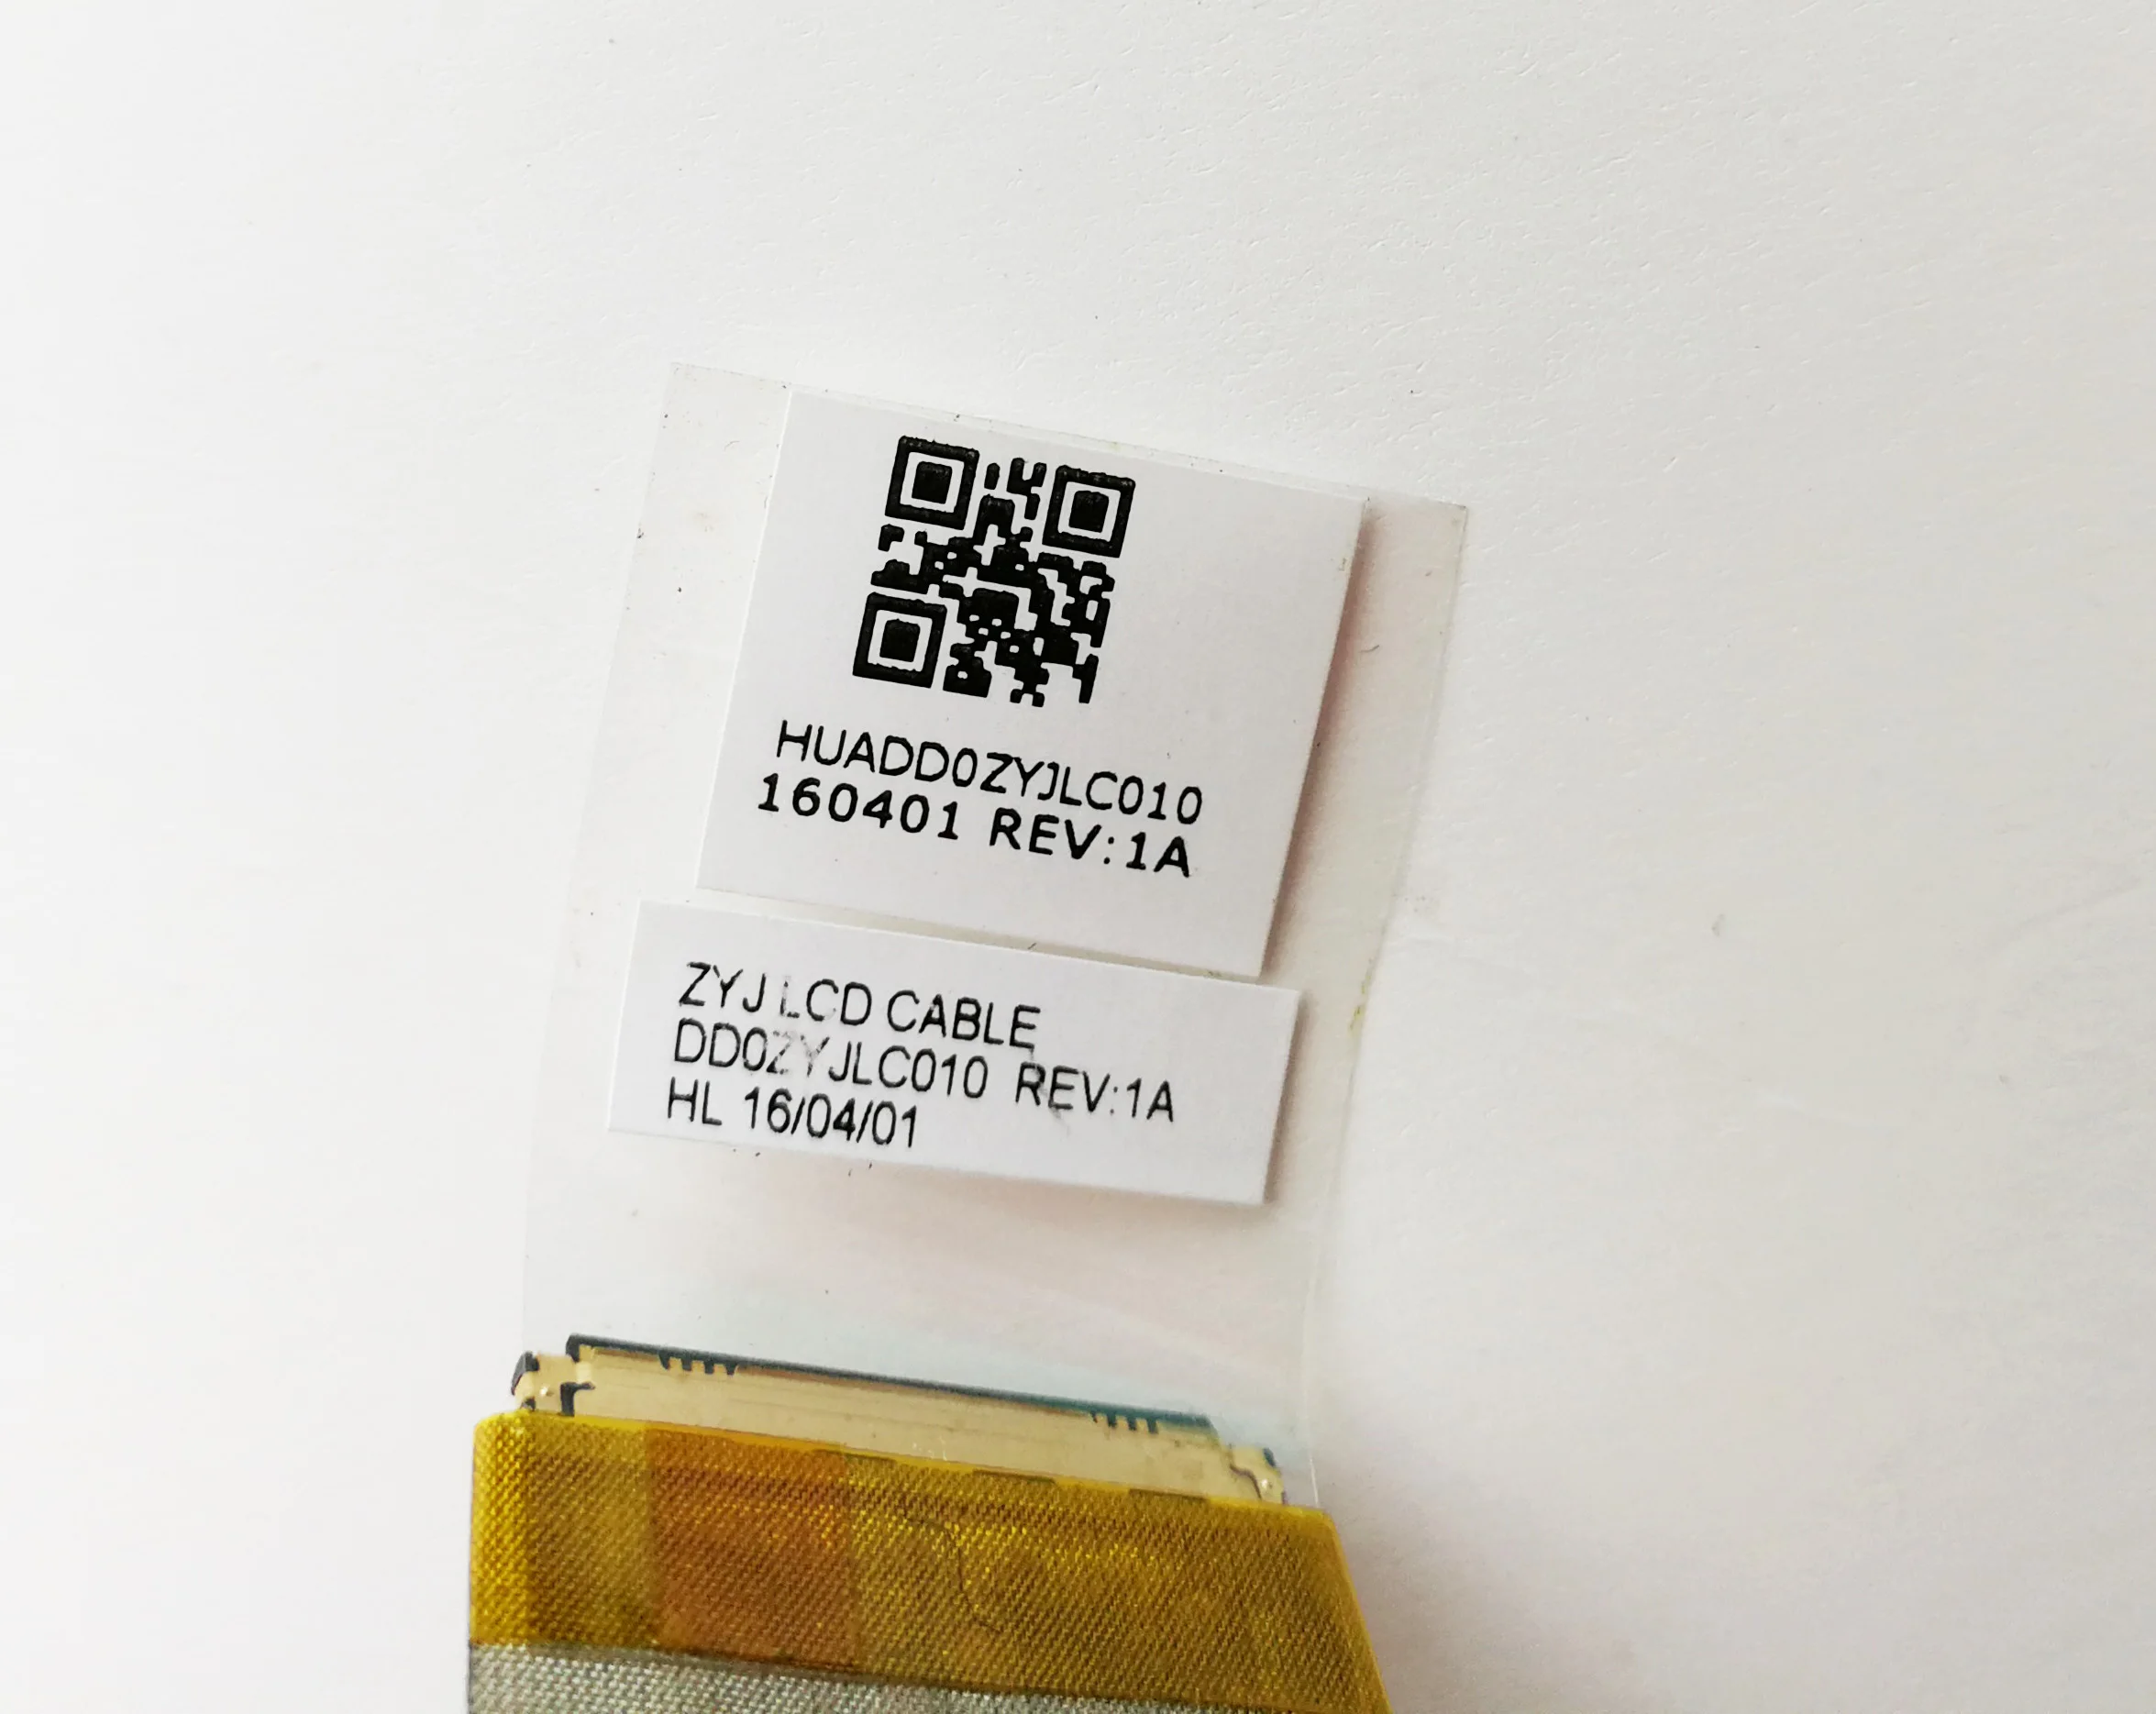 HUADD0ZYJLC010
160401 REV:1A
ZYJ LCD CABLE
DD0ZYJLC010 REV:1A
HL 16/04/01